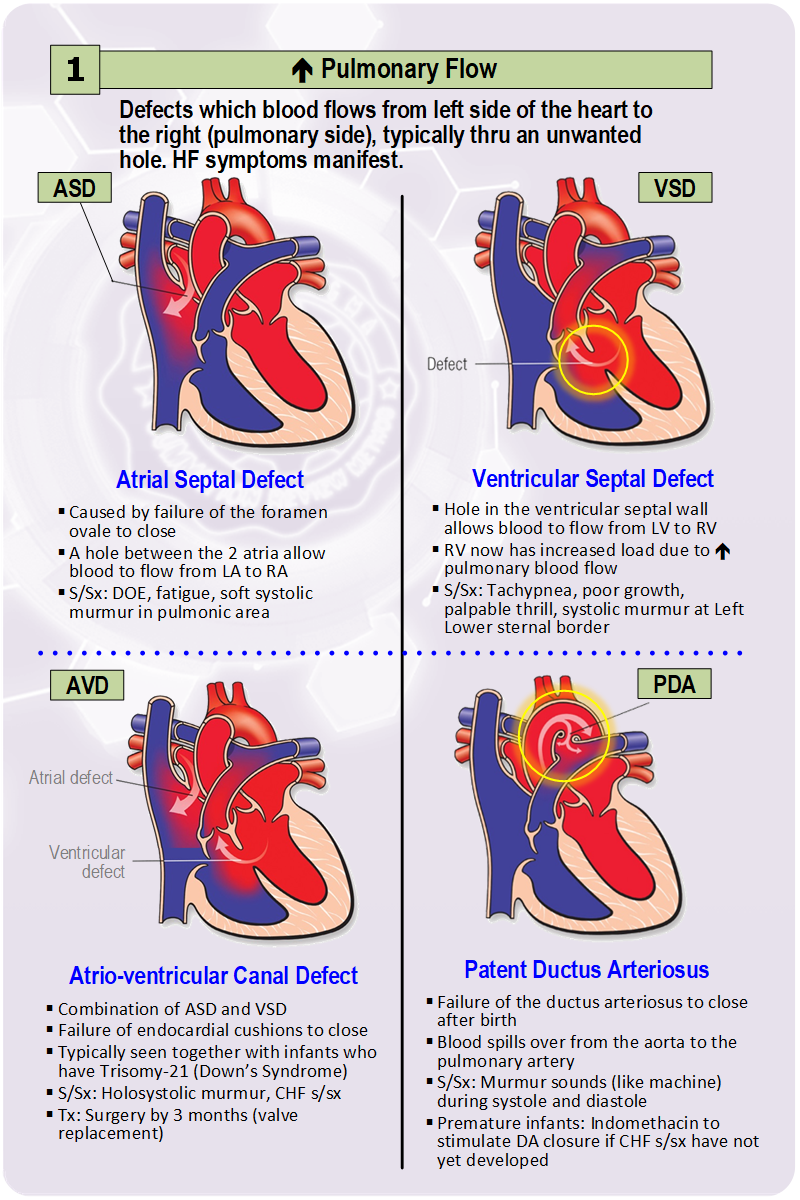 1
🡹 Pulmonary Flow
Defects which blood flows from left side of the heart to
the right (pulmonary side), typically thru an unwanted
hole. HF symptoms manifest.
ASD
Atrial Septal Defect
▪ Caused by failure of the foramen
ovale to close
▪ A hole between the 2 atria allow
blood to flow from LA to RA
▪ S/Sx: DOE, fatigue, soft systolic
murmur in pulmonic area
VSD
Defect
Ventricular Septal Defect
▪ Hole in the ventricular septal wall
allows blood to flow from LV to RV
▪ RV now has increased load due to 🡹
pulmonary blood flow
▪ S/Sx: Tachypnea, poor growth,
palpable thrill, systolic murmur at Left
Lower sternal border
AVD
Atrial defect
Ventricular
defect
Atrio-ventricular Canal Defect
▪ Combination of ASD and VSD
▪ Failure of endocardial cushions to close
▪ Typically seen together with infants who
have Trisomy-21 (Down’s Syndrome)
▪ S/Sx: Holosystolic murmur, CHF s/sx
▪ Tx: Surgery by 3 months (valve
replacement)
PDA
Patent Ductus Arteriosus
▪ Failure of the ductus arteriosus to close
after birth
▪ Blood spills over from the aorta to the
pulmonary artery
▪ S/Sx: Murmur sounds (like machine)
during systole and diastole
▪ Premature infants: Indomethacin to
stimulate DA closure if CHF s/sx have not
yet developed